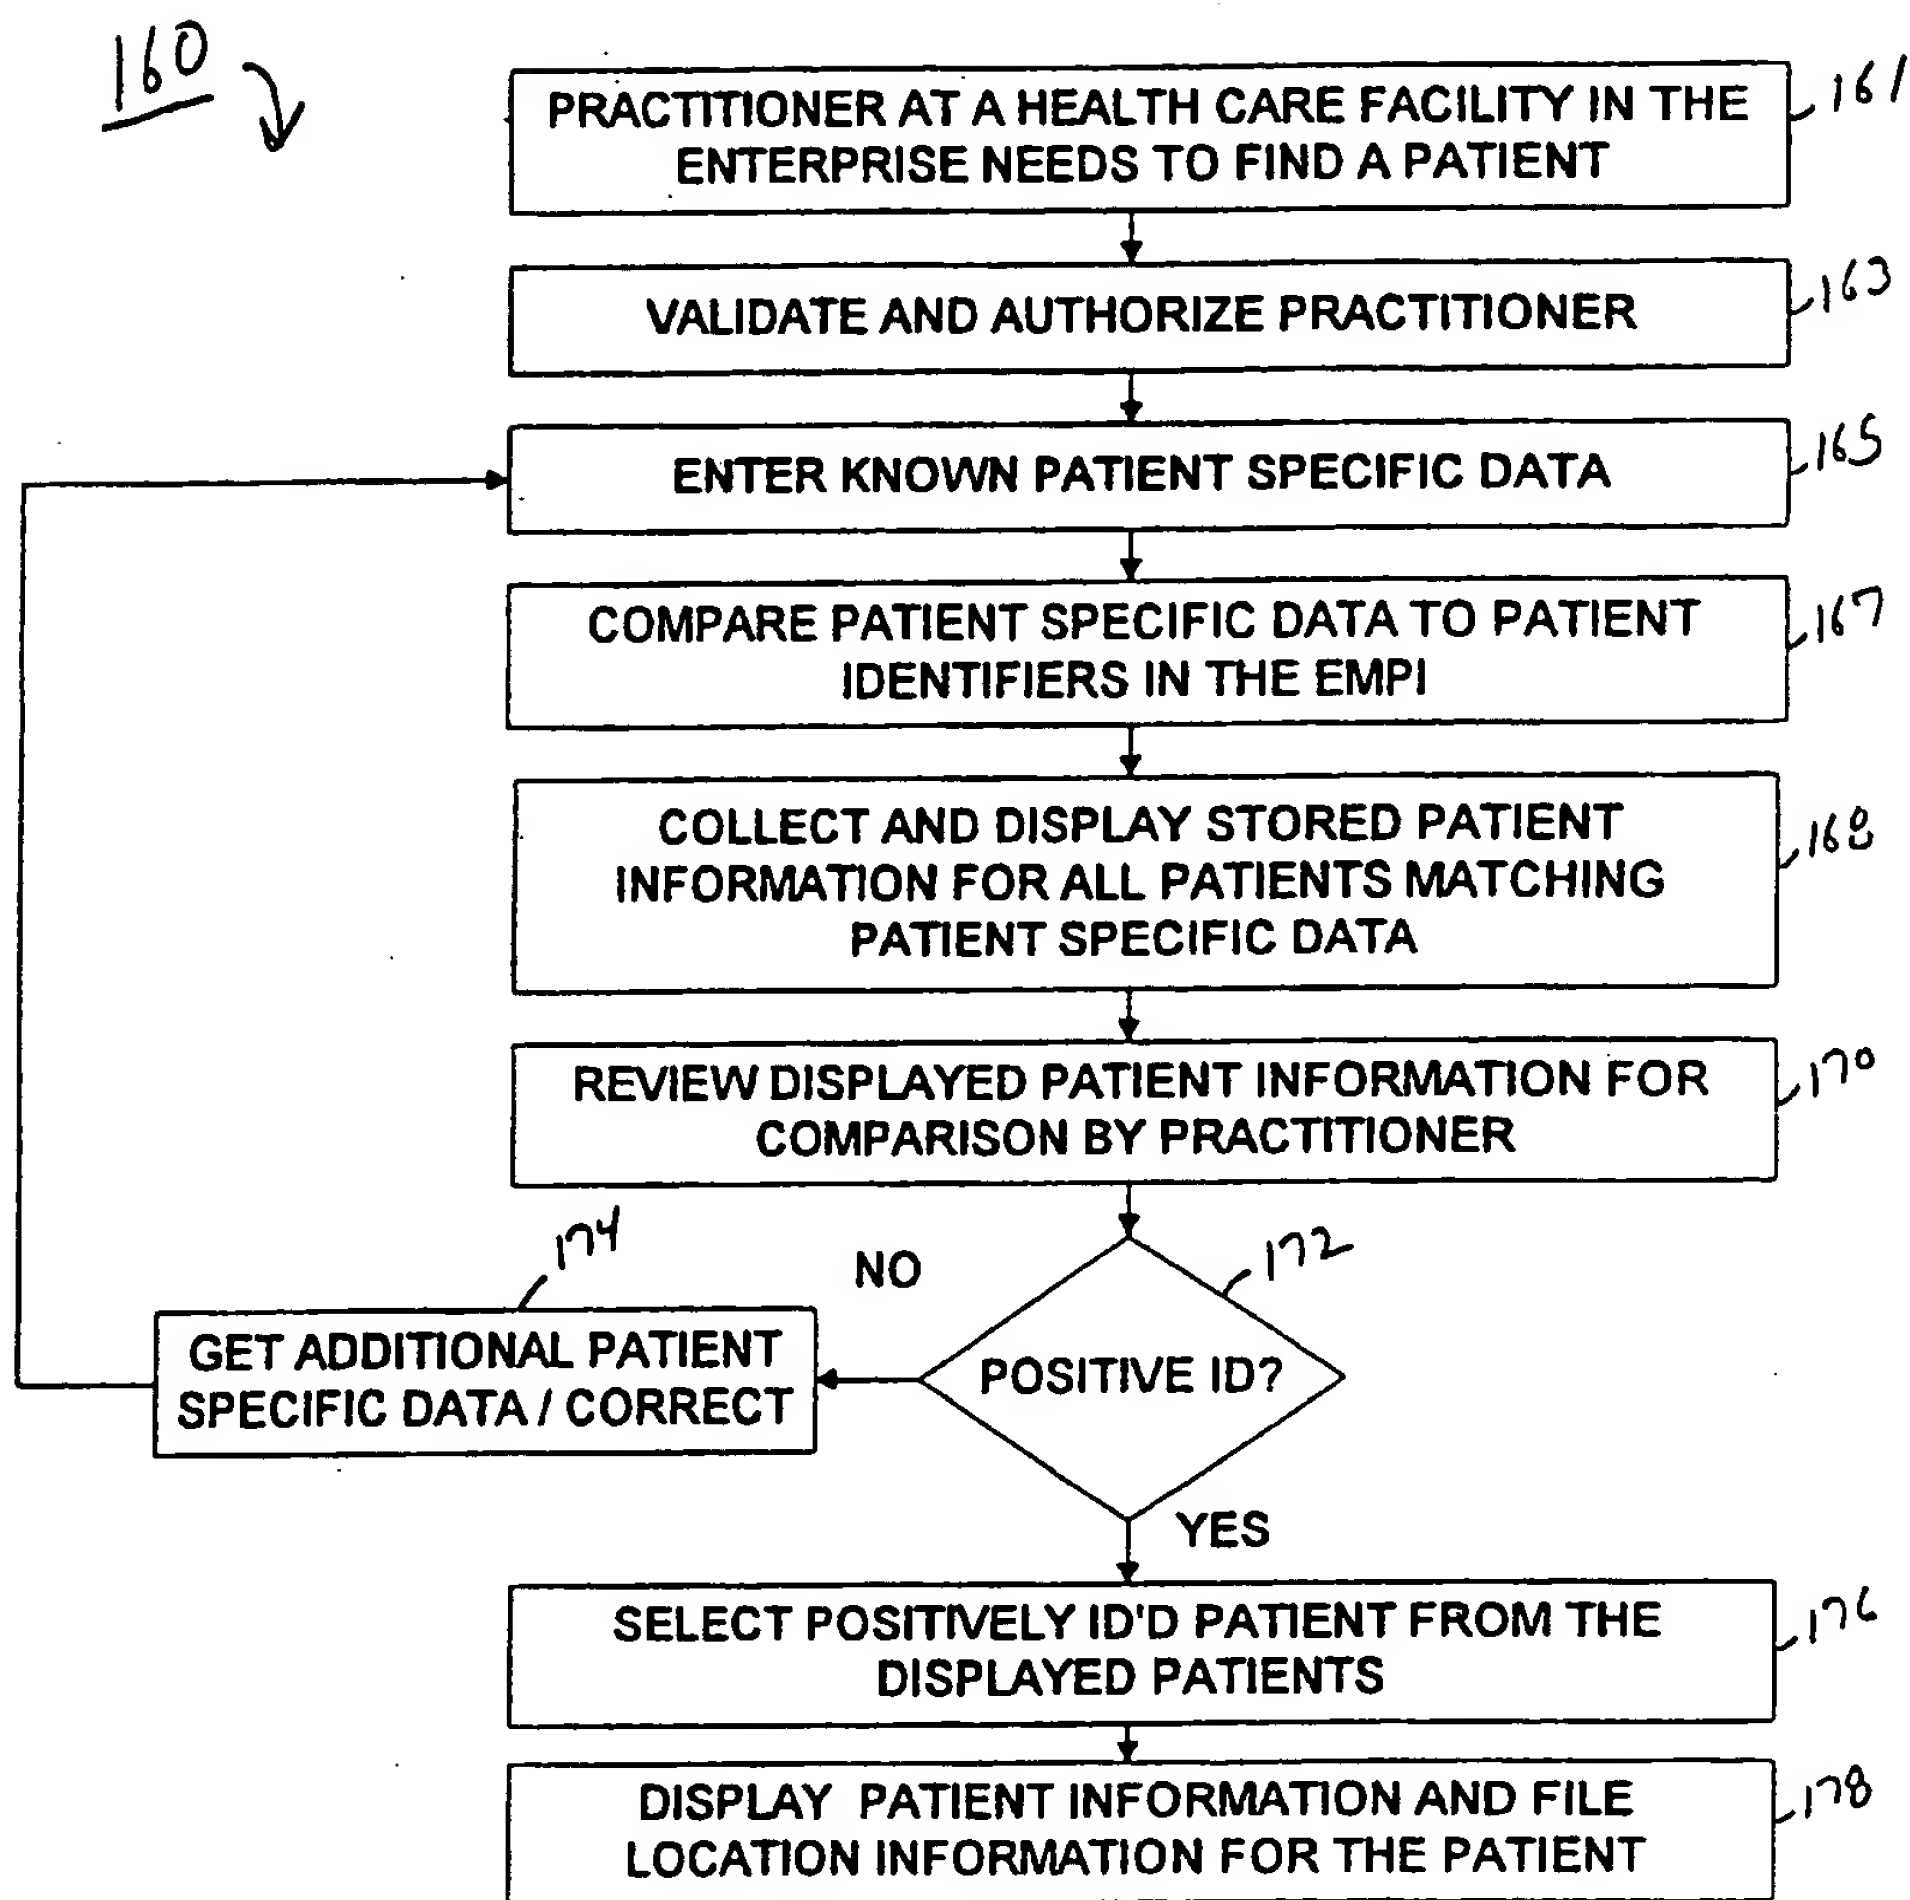 160
PRACTITIONER AT A HEALTH CARE FACILITY IN THE
ENTERPRISE NEEDS TO FIND A PATIENT
161
VALIDATE AND AUTHORIZE PRACTITIONER
163
ENTER KNOWN PATIENT SPECIFIC DATA
165
COMPARE PATIENT SPECIFIC DATA TO PATIENT
IDENTIFIERS IN THE EMPI
167
COLLECT AND DISPLAY STORED PATIENT
INFORMATION FOR ALL PATIENTS MATCHING
PATIENT SPECIFIC DATA
168
REVIEW DISPLAYED PATIENT INFORMATION FOR
COMPARISON BY PRACTITIONER
170
POSITIVE ID?
172
NO
174
GET ADDITIONAL PATIENT
SPECIFIC DATA / CORRECT
YES
SELECT POSITIVELY ID'D PATIENT FROM THE
DISPLAYED PATIENTS
176
DISPLAY PATIENT INFORMATION AND FILE
LOCATION INFORMATION FOR THE PATIENT
178